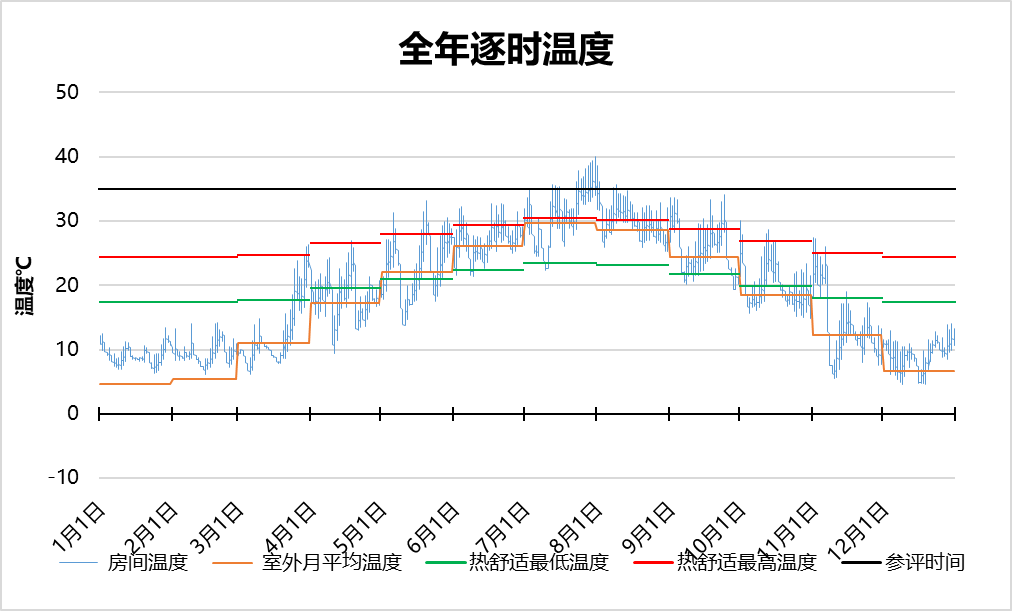 全年逐时温度
温度℃
50
40
30
20
10
0
-10
1月1日
2月1日
3月1日
4月1日
5月1日
6月1日
7月1日
8月1日
9月1日
10月1日
11月1日
12月1日
房间温度 室外月平均温度 热舒适最低温度 热舒适最高温度 参评时间